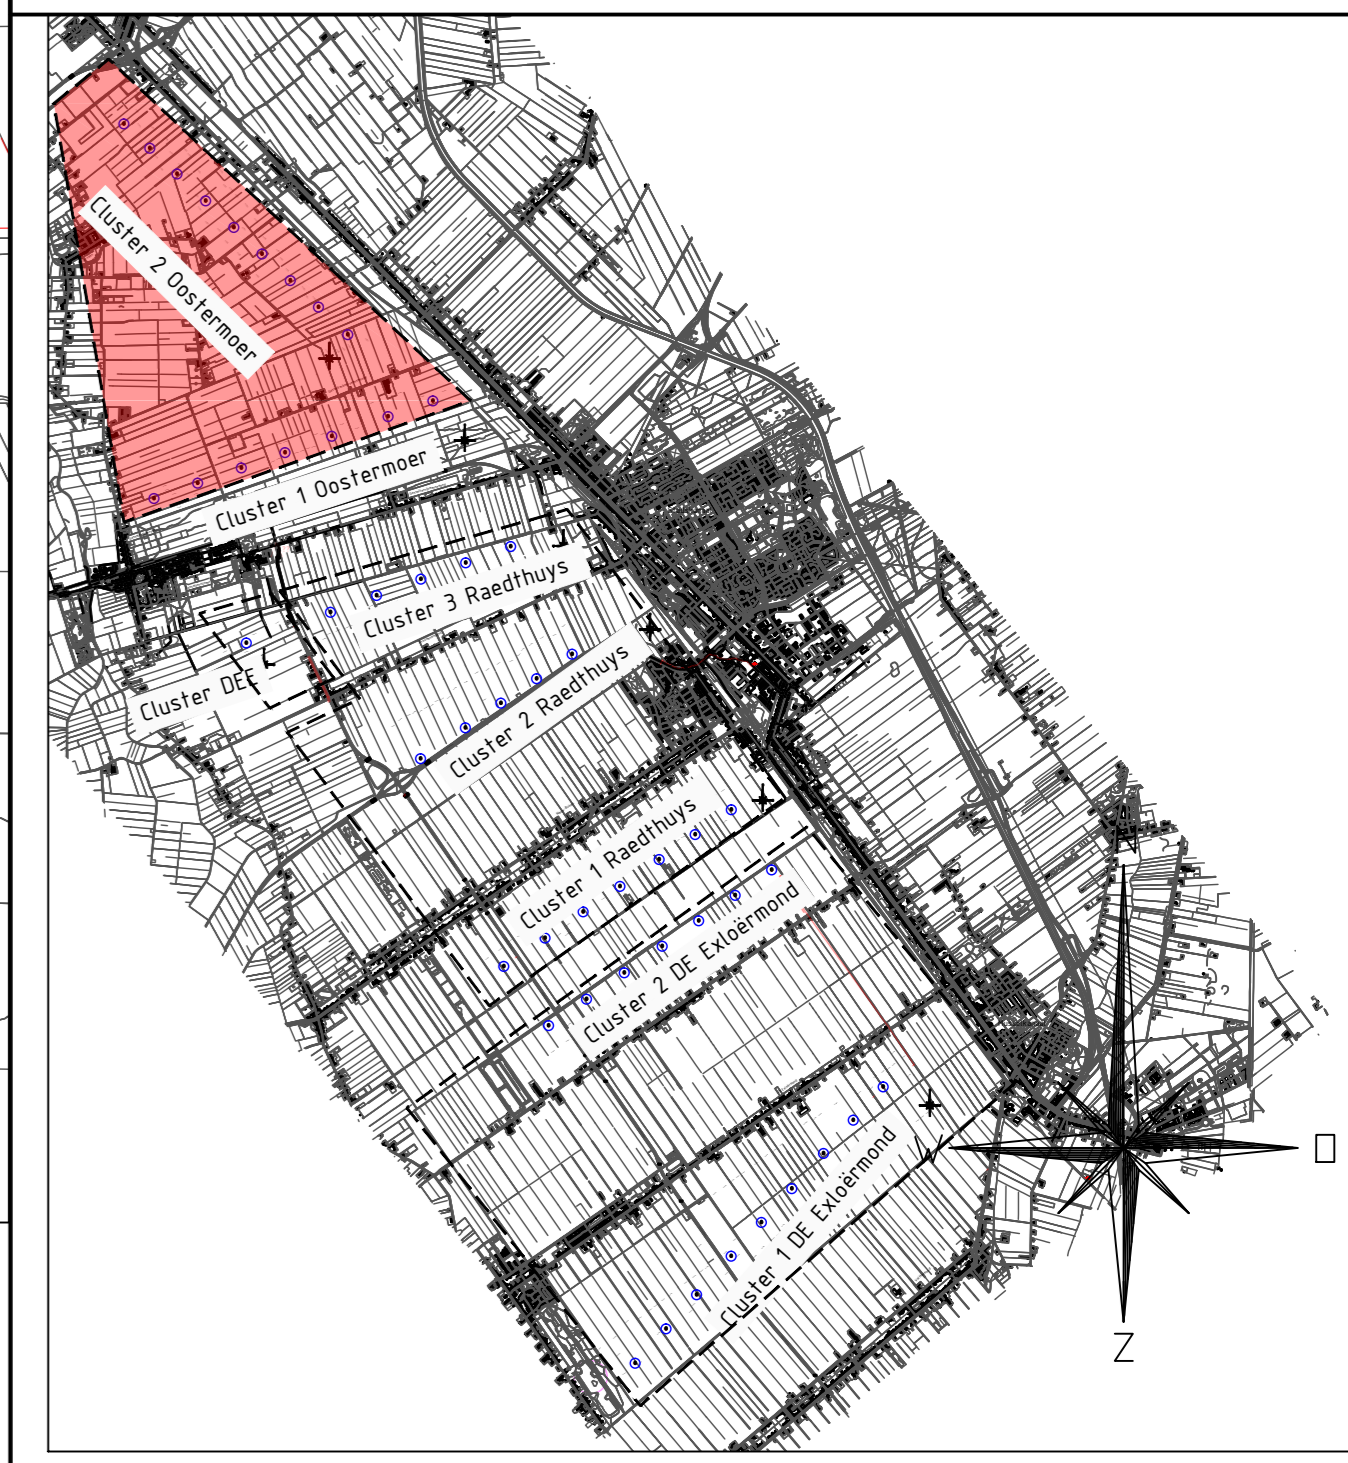 Cluster 2 Oostermoer
Cluster 1 Oostermoer
Cluster 3 Raedthuys
Cluster DEE
Cluster 2 Raedthuys
Cluster 1 Raedthuys
Cluster 2 DE Exloërmond
Cluster 1 DE Exloërmond
N
W
O
Z